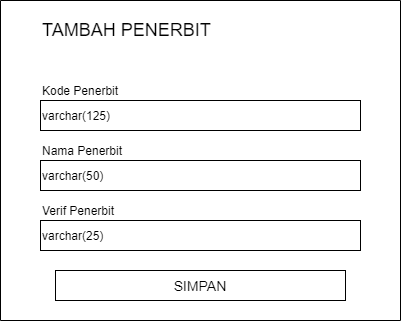 TAMBAH PENERBIT
Kode Penerbit
varchar(125)
Nama Penerbit
varchar(50)
Verif Penerbit
varchar(25)
SIMPAN